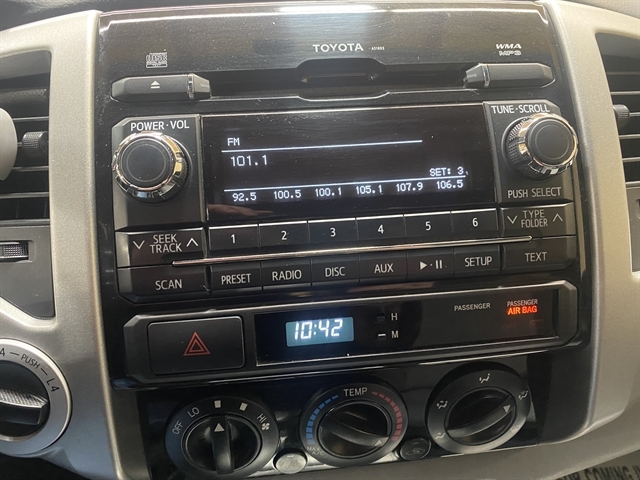 TOYOTA
WMA
MP3
POWER·VOL
TUNE·SCROLL
FM
101.1
SET: 3
92.5 100.5 100.1 105.1 107.9 106.5
PUSH SELECT
SEEK
TRACK
1 2 3 4 5 6
TYPE
FOLDER
SCAN
PRESET RADIO DISC AUX SETUP
TEXT
10:42
H
M
PASSENGER
PASSENGER
AIR BAG
PUSH
L4
OFF LO HI
TEMP